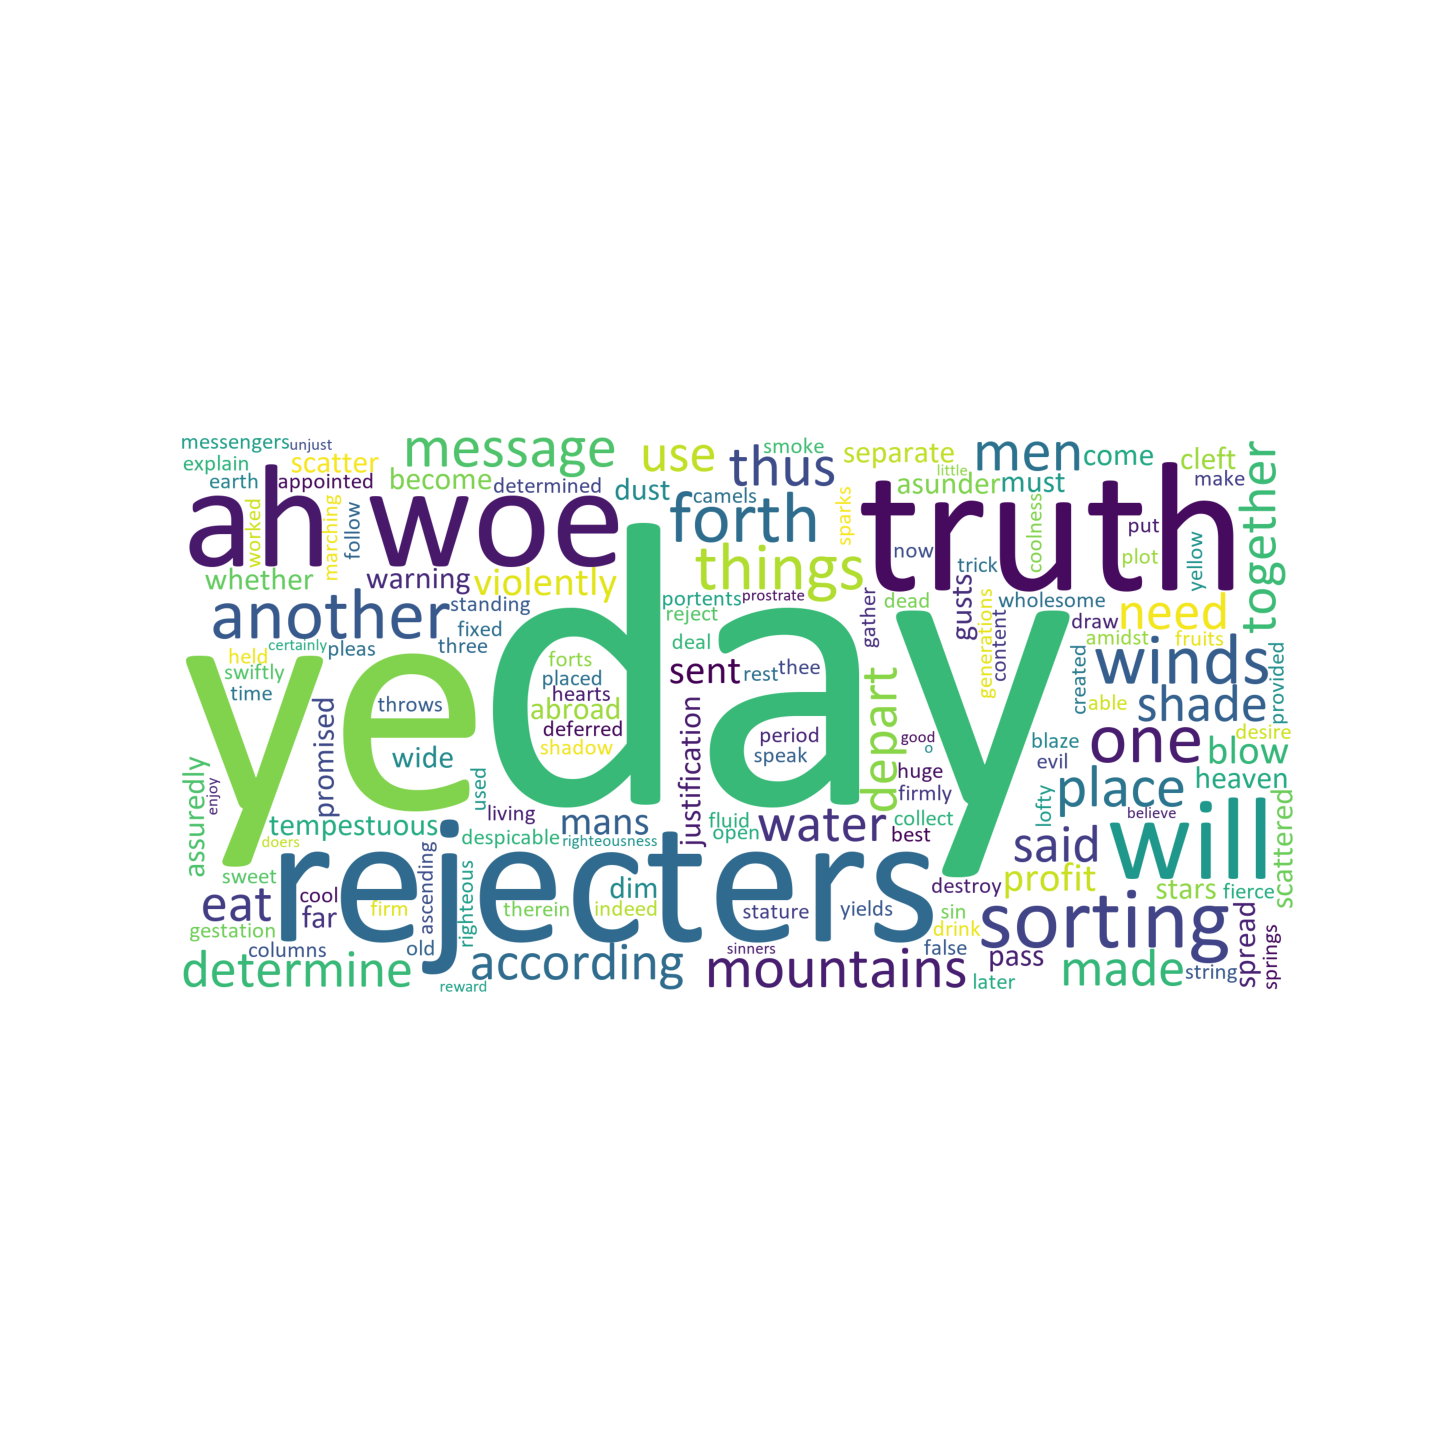 messengers unjust message use thus smoke separate men come cleft
explain scatter become determined dust camels little asunder must make together
earth appointed ah woe forth sparks truth coolness put
worked marching follow things now trick plot yellow
whether warning violently portents prostrate gather dead gusts generations wholesome need
another standing reject draw
certainly pleas fixed three deal content amidst fruits
held forts sent rest thee winds
swiftly placed created provided
time hearts able shade
promised throws abroad depart desire
deferred period good one blow
ye day
wide shadow speak o blaze
evil
assuredly enjoy used justification huge lofty place heaven
living firmly believe
tempestuous despicable mans fluid water collect said will scattered
doers righteousness open best
rejecters
sweet ascending dim destroy profit stars fierce
eat cool firm righteous therein indeed stature yields sin sorting spread springs
far drink
gestation
columns old sinners false pass
determine according mountains made string
reward later